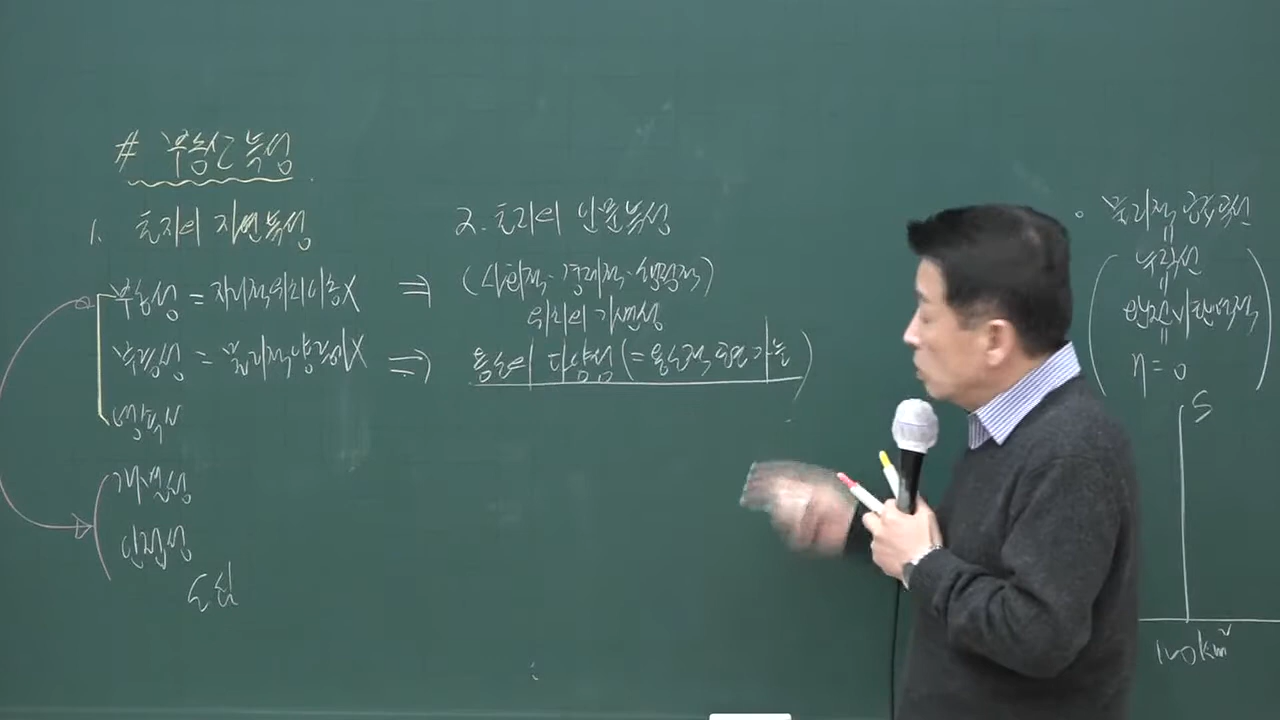 # 부동산 특성
1. 토지의 자연특성
부동성 = 지리적 위치이동X ⇒
부증성 = 물리적 양증가X ⇒
영속성
개별성
인접성
2. 토지의 인문특성
(사회적·경제적·행정적)
위치의 가변성
용도의 다양성 (= 용도적 공급 가능)
◦ 물리적 공급곡선
=
수직선
=
완전비탄력적
=
η = 0
S
100km²